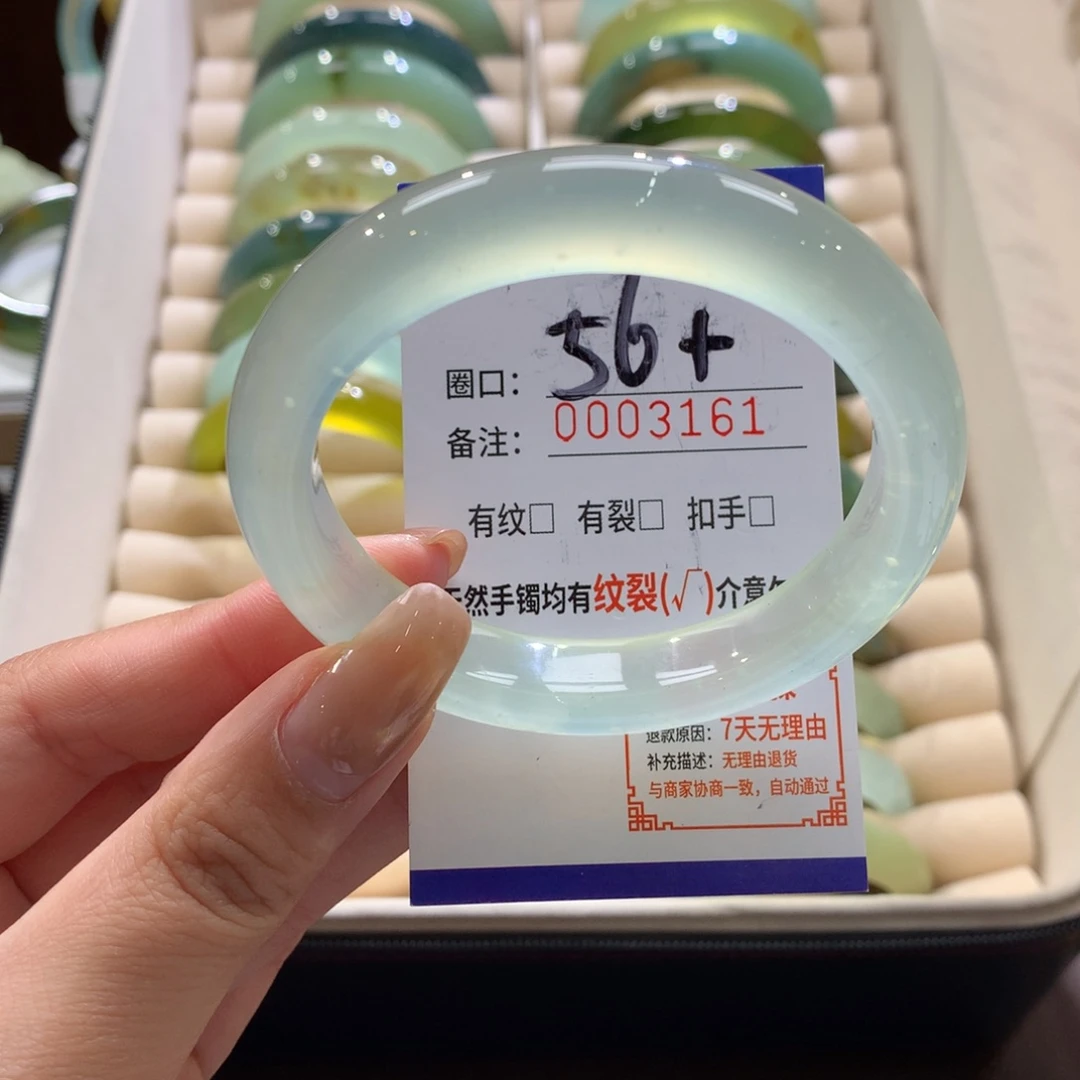 圈口： 56+
备注： 0003161
有纹□ 有裂□ 扣手□
然手镯均有纹裂(√)介意
退款原因：7天无理由
补充描述：无理由退货
与商家协商一致，自动通过